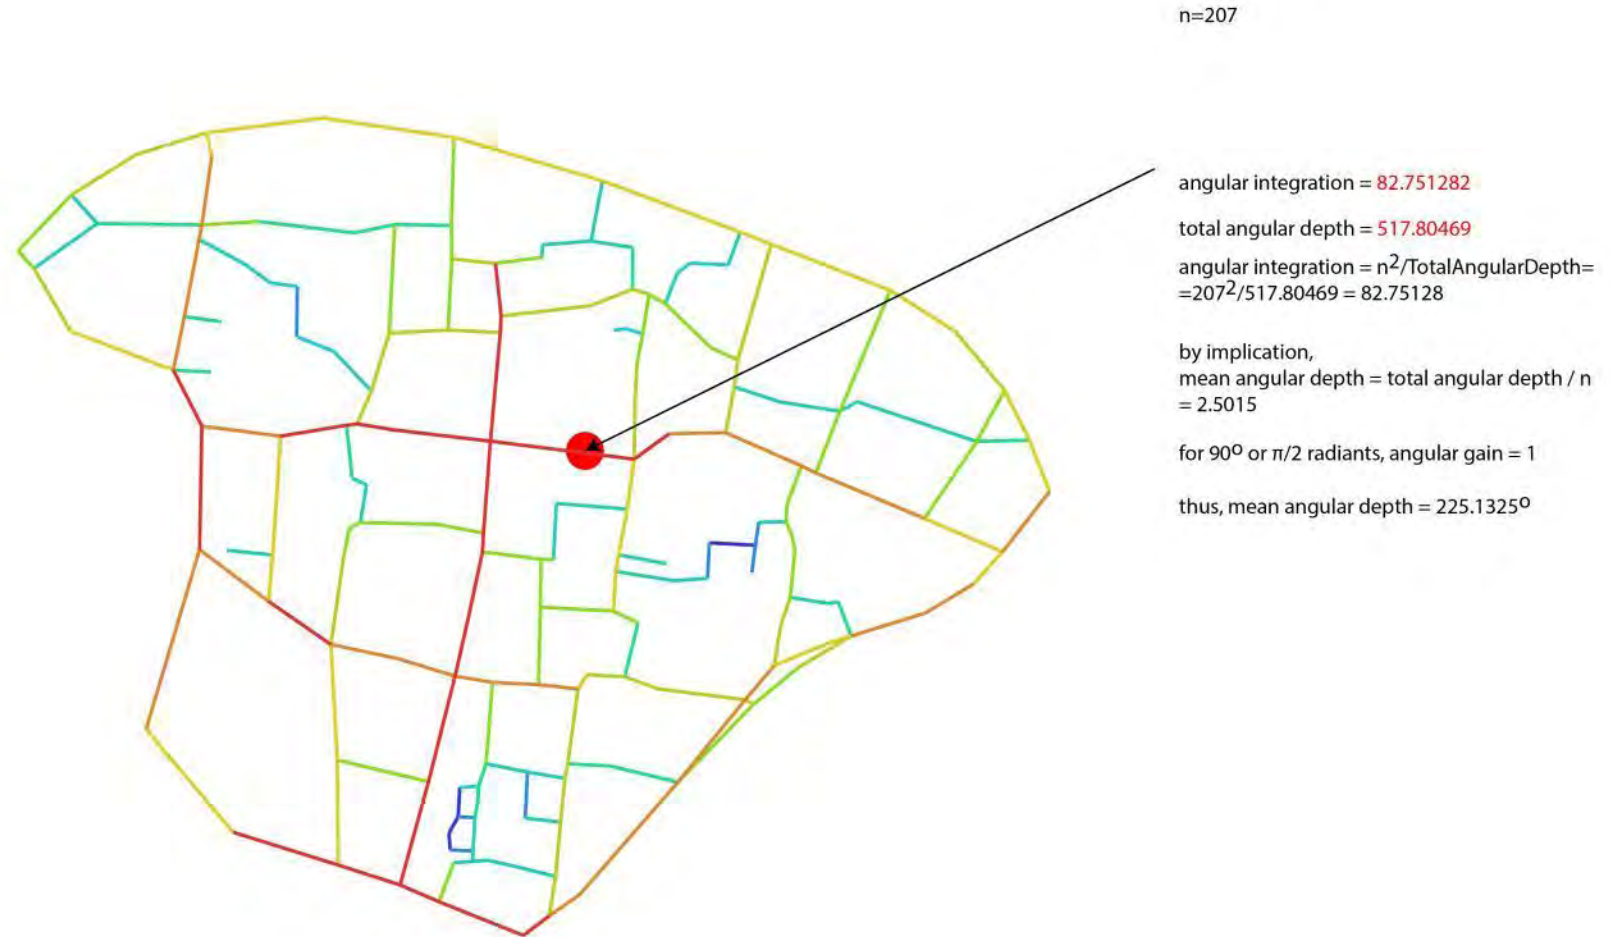 n=207
angular integration = 82.751282
total angular depth = 517.80469
angular integration = n²/TotalAngularDepth=
=207²/517.80469 = 82.75128
by implication,
mean angular depth = total angular depth / n
= 2.5015
for 90º or π/2 radiants, angular gain = 1
thus, mean angular depth = 225.1325º